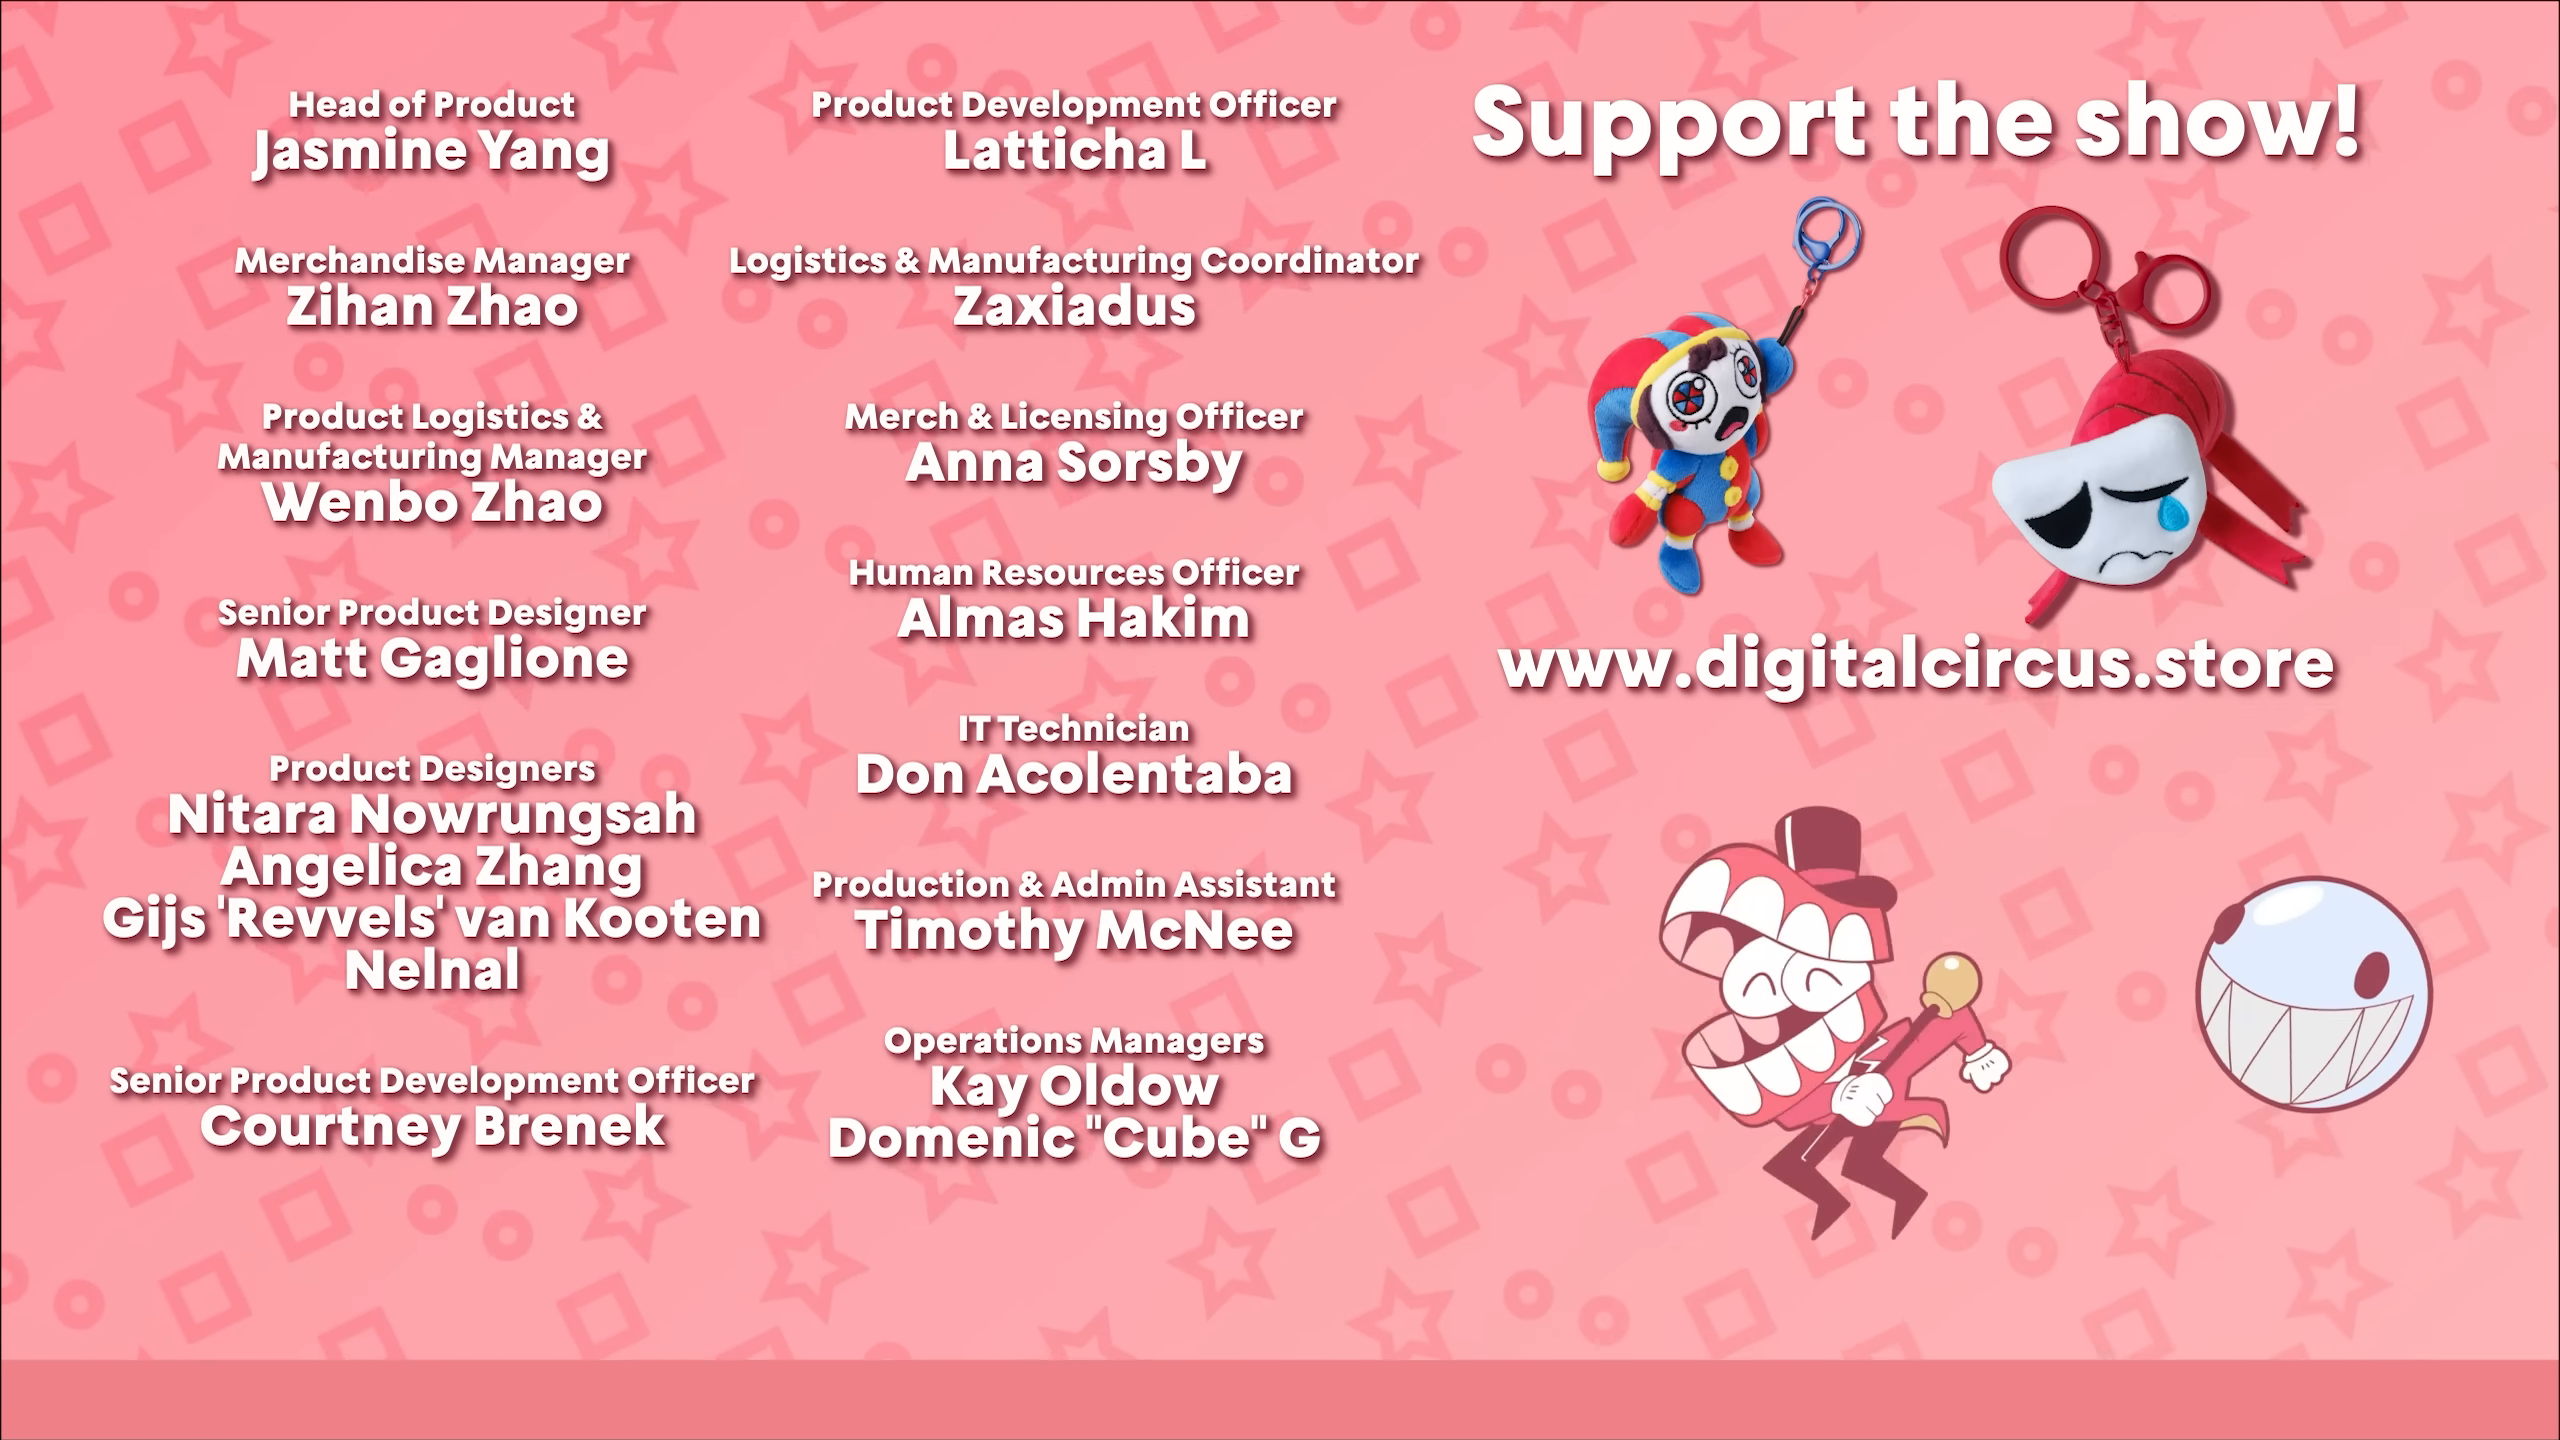 Head of Product
Jasmine Yang
Merchandise Manager
Zihan Zhao
Product Logistics &
Manufacturing Manager
Wenbo Zhao
Senior Product Designer
Matt Gaglione
Product Designers
Nitara Nowrungsah
Angelica Zhang
Gijs 'Revvels' van Kooten
Nelnal
Senior Product Development Officer
Courtney Brenek
Product Development Officer
Latticha L
Logistics & Manufacturing Coordinator
Zaxiadus
Merch & Licensing Officer
Anna Sorsby
Human Resources Officer
Almas Hakim
IT Technician
Don Acolentaba
Production & Admin Assistant
Timothy McNee
Operations Managers
Kay Oldow
Domenic "Cube" G
Support the show!
www.digitalcircus.store